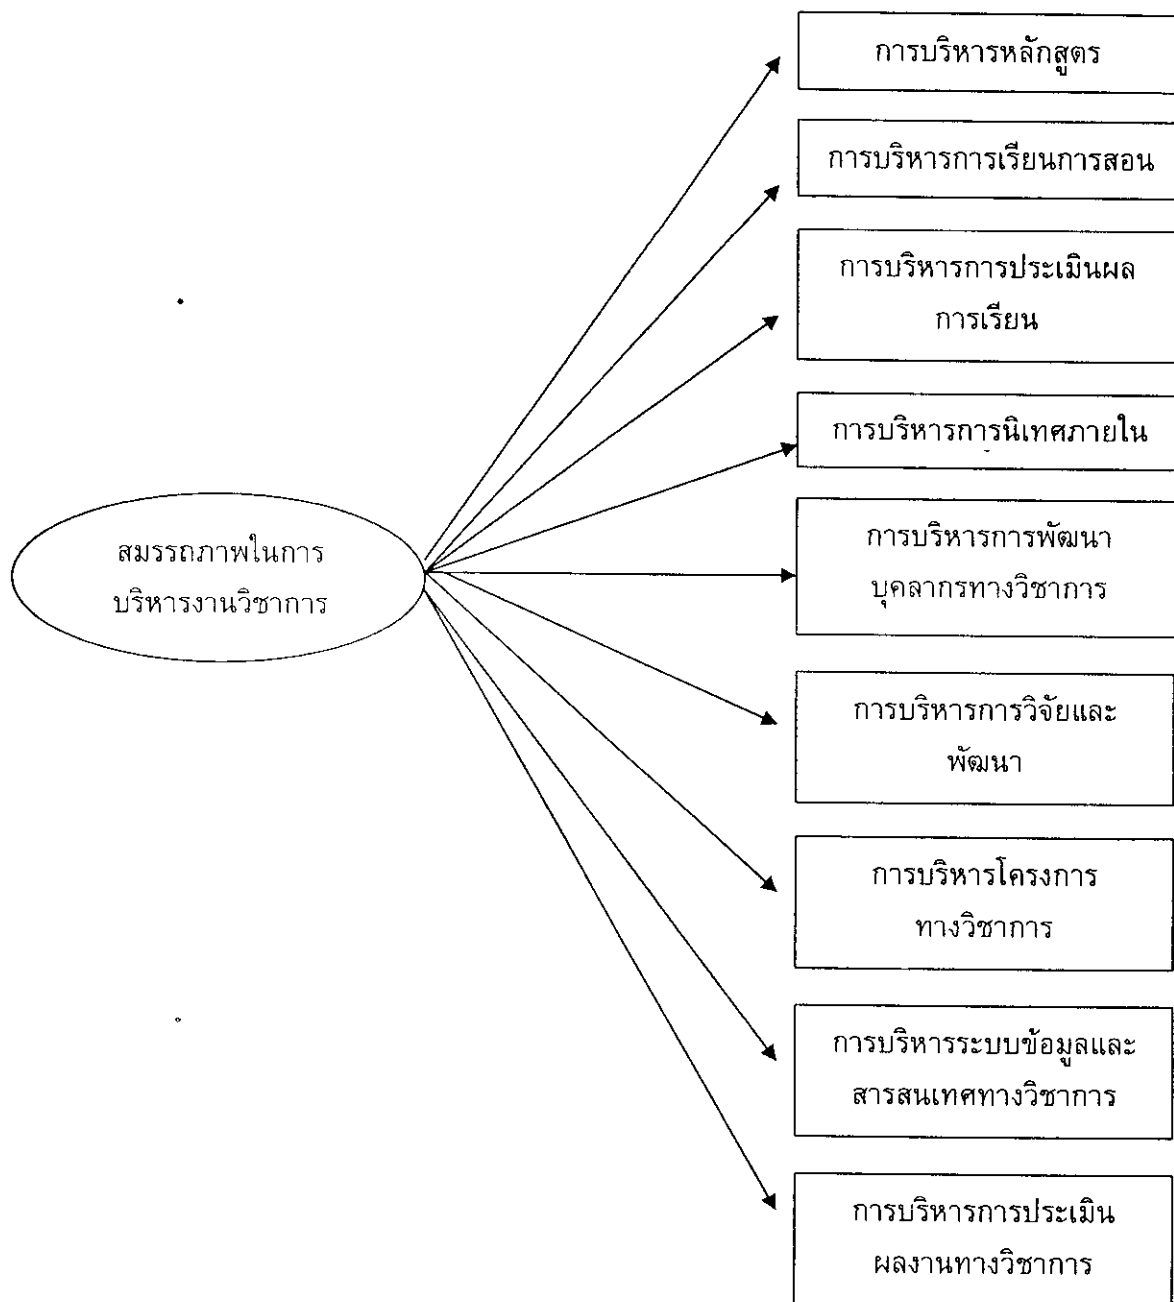 การบริหารหลักสูตร
การบริหารการเรียนการสอน
การบริหารการประเมินผล
การเรียน
การบริหารการนิเทศภายใน
สมรรถภาพในการ
บริหารงานวิชาการ
การบริหารการพัฒนา
บุคลากรทางวิชาการ
การบริหารการวิจัยและ
พัฒนา
การบริหารโครงการ
ทางวิชาการ
การบริหารระบบข้อมูลและ
สารสนเทศทางวิชาการ
การบริหารการประเมิน
ผลงานทางวิชาการ